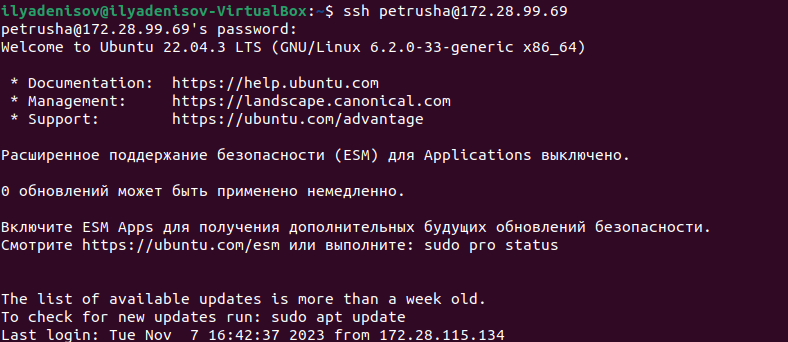 ilyadenisov@ilyadenisov-VirtualBox:~$ ssh petrusha@172.28.99.69
petrusha@172.28.99.69's password:
Welcome to Ubuntu 22.04.3 LTS (GNU/Linux 6.2.0-33-generic x86_64)

 * Documentation:  https://help.ubuntu.com
 * Management:     https://landscape.canonical.com
 * Support:        https://ubuntu.com/advantage

Расширенное поддержание безопасности (ESM) для Applications выключено.

0 обновлений может быть применено немедленно.

Включите ESM Apps для получения дополнительных будущих обновлений безопасности.
Смотрите https://ubuntu.com/esm или выполните: sudo pro status


The list of available updates is more than a week old.
To check for new updates run: sudo apt update
Last login: Tue Nov  7 16:42:37 2023 from 172.28.115.134